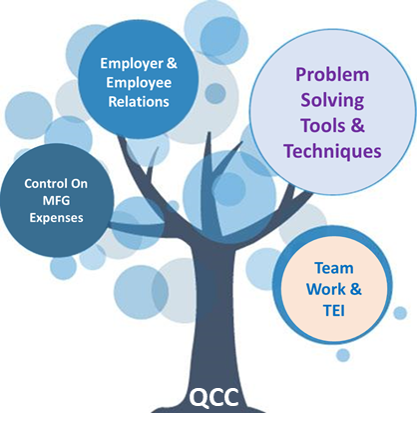 Employer &
Employee
Relations
Problem
Solving
Tools &
Techniques
Control On
MFG
Expenses
Team
Work &
TEI
QCC